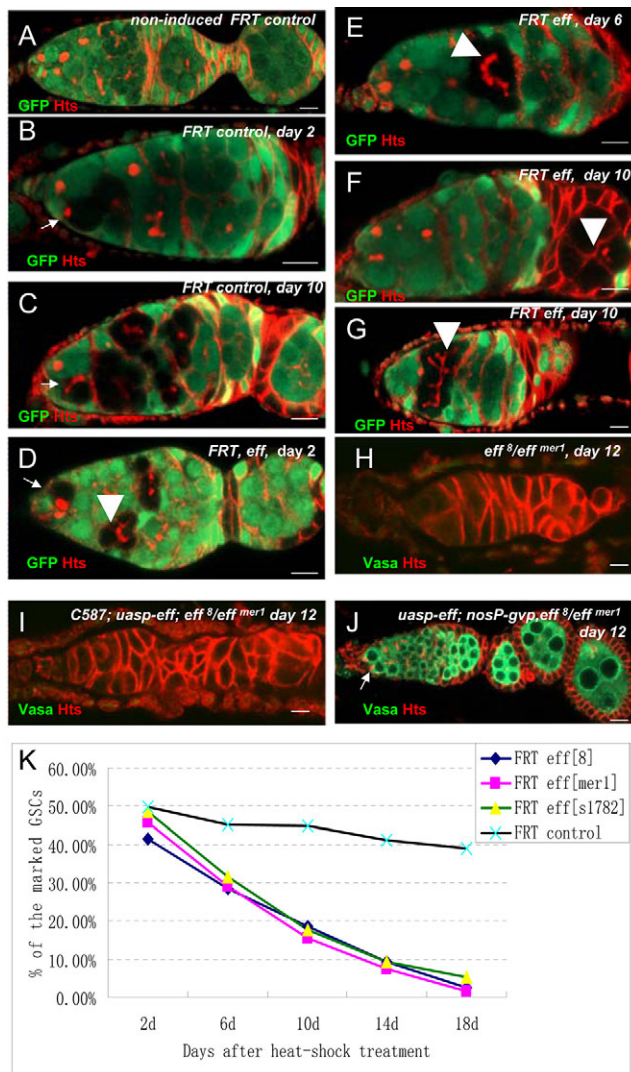 A
non-induced FRT control
GFP Hts
B
FRT control, day 2
GFP Hts
C
FRT control, day 10
GFP Hts
D
FRT, eff, day 2
GFP Hts
E
FRT eff , day 6
GFP Hts
F
FRT eff, day 10
GFP Hts
G
FRT eff, day 10
GFP Hts
H
eff 8/eff mer1, day 12
Vasa Hts
I
C587; uasp-eff; eff 8/eff mer1 day 12
Vasa Hts
J
uasp-eff; nosP-gvp,eff 8/eff mer1
day 12
Vasa Hts
K
FRT eff[8]
FRT eff[mer1]
FRT eff[s1782]
FRT control
% of the marked GSCs
60.00%
50.00%
40.00%
30.00%
20.00%
10.00%
0.00%
2d 6d 10d 14d 18d
Days after heat-shock treatment